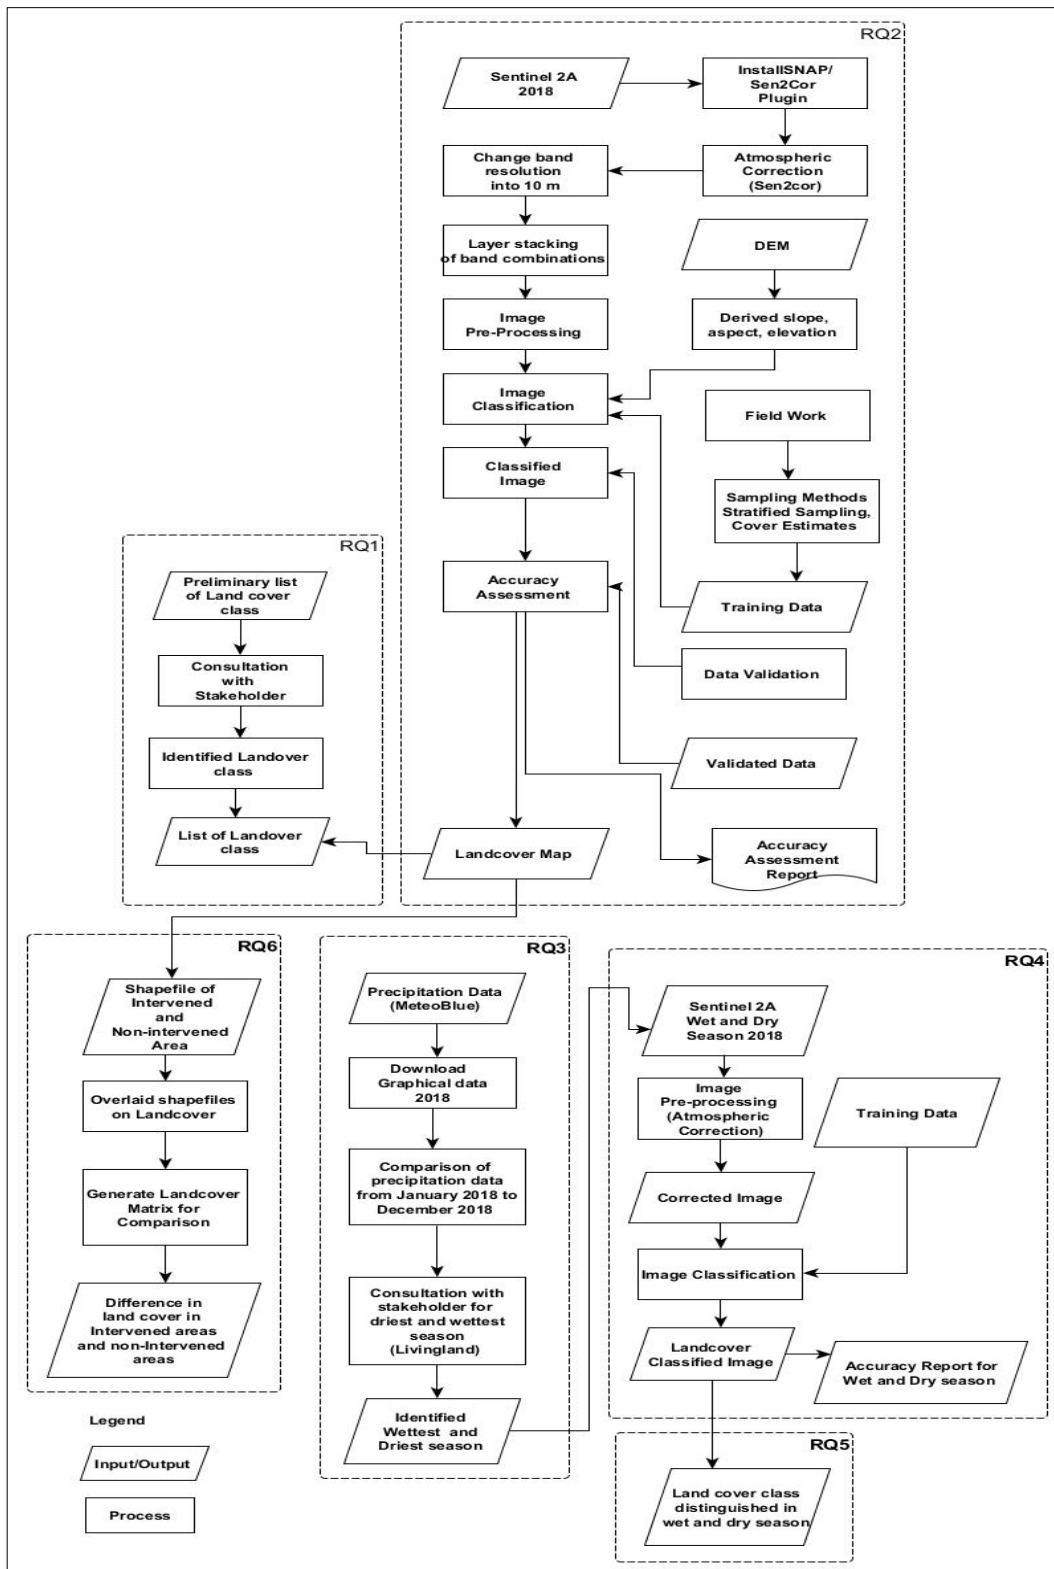 RQ2
Sentinel 2A
2018
InstallSNAP/
Sen2Cor
Plugin
Change band
resolution
into 10 m
Atmospheric
Correction
(Sen2cor)
Layer stacking
of band combinations
DEM
Image
Pre-Processing
Derived slope,
aspect, elevation
Image
Classification
Field Work
Classified
Image
Sampling Methods
Stratified Sampling,
Cover Estimates
Accuracy
Assessment
Training Data
Data Validation
Validated Data
Landcover Map
Accuracy
Assessment
Report
RQ1
Preliminary list
of Land cover
class
Consultation
with
Stakeholder
Identified Landover
class
List of Landover
class
RQ6
Shapefile of
Intervened
and
Non-intervened
Area
Overlaid shapefiles
on Landcover
Generate Landcover
Matrix for
Comparison
Difference in
land cover in
Intervened areas
and non-Intervened
areas
RQ3
Precipitation Data
(MeteoBlue)
Download
Graphical data
2018
Comparison of
precipitation data
from January 2018 to
December 2018
Consultation with
stakeholder for
driest and wettest
season
(Livingland)
Identified
Wettest and
Driest season
RQ4
Sentinel 2A
Wet and Dry
Season 2018
Image
Pre-processing
(Atmospheric
Correction)
Training Data
Corrected Image
Image Classification
Landcover
Classified Image
Accuracy Report for
Wet and Dry season
RQ5
Land cover class
distinguished in
wet and dry season
Legend
Input/Output
Process